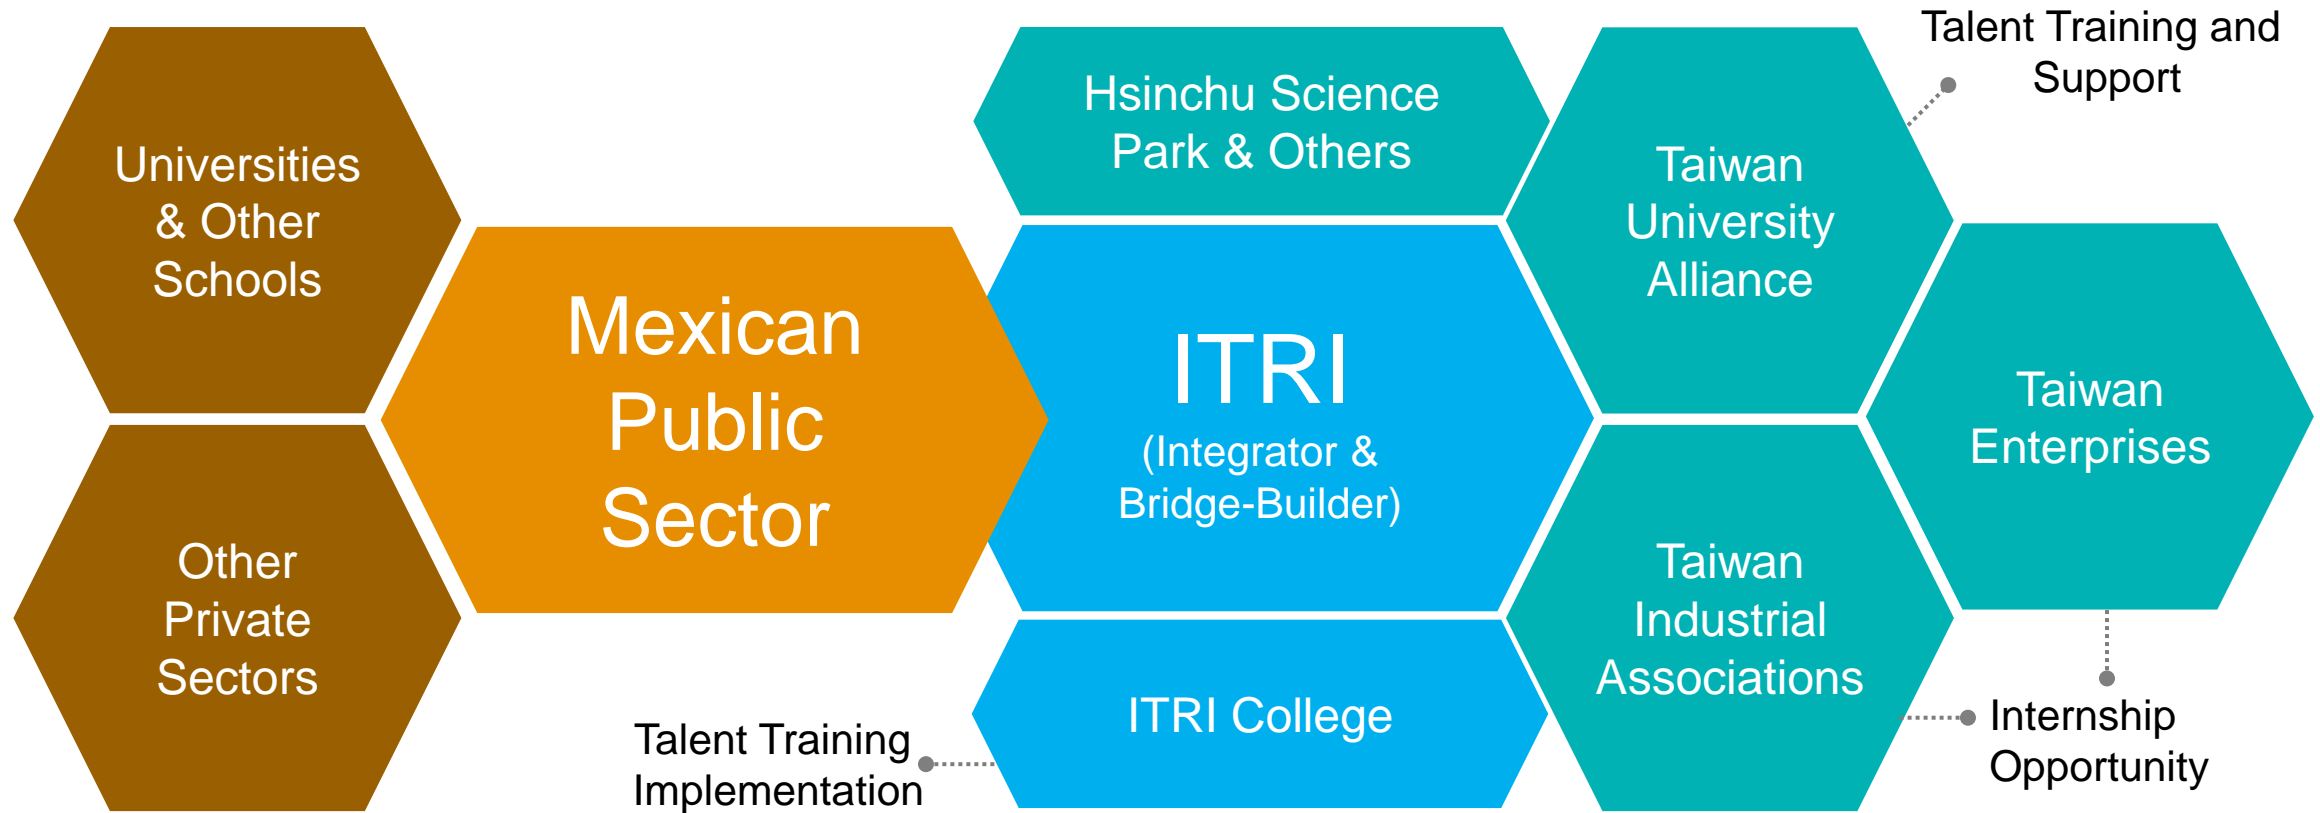 Universities
& Other
Schools
Other
Private
Sectors
Mexican
Public
Sector
Hsinchu Science
Park & Others
ITRI
(Integrator &
Bridge-Builder)
ITRI College
Talent Training
Implementation
Taiwan
University
Alliance
Taiwan
Industrial
Associations
Taiwan
Enterprises
Talent Training and
Support
Internship
Opportunity